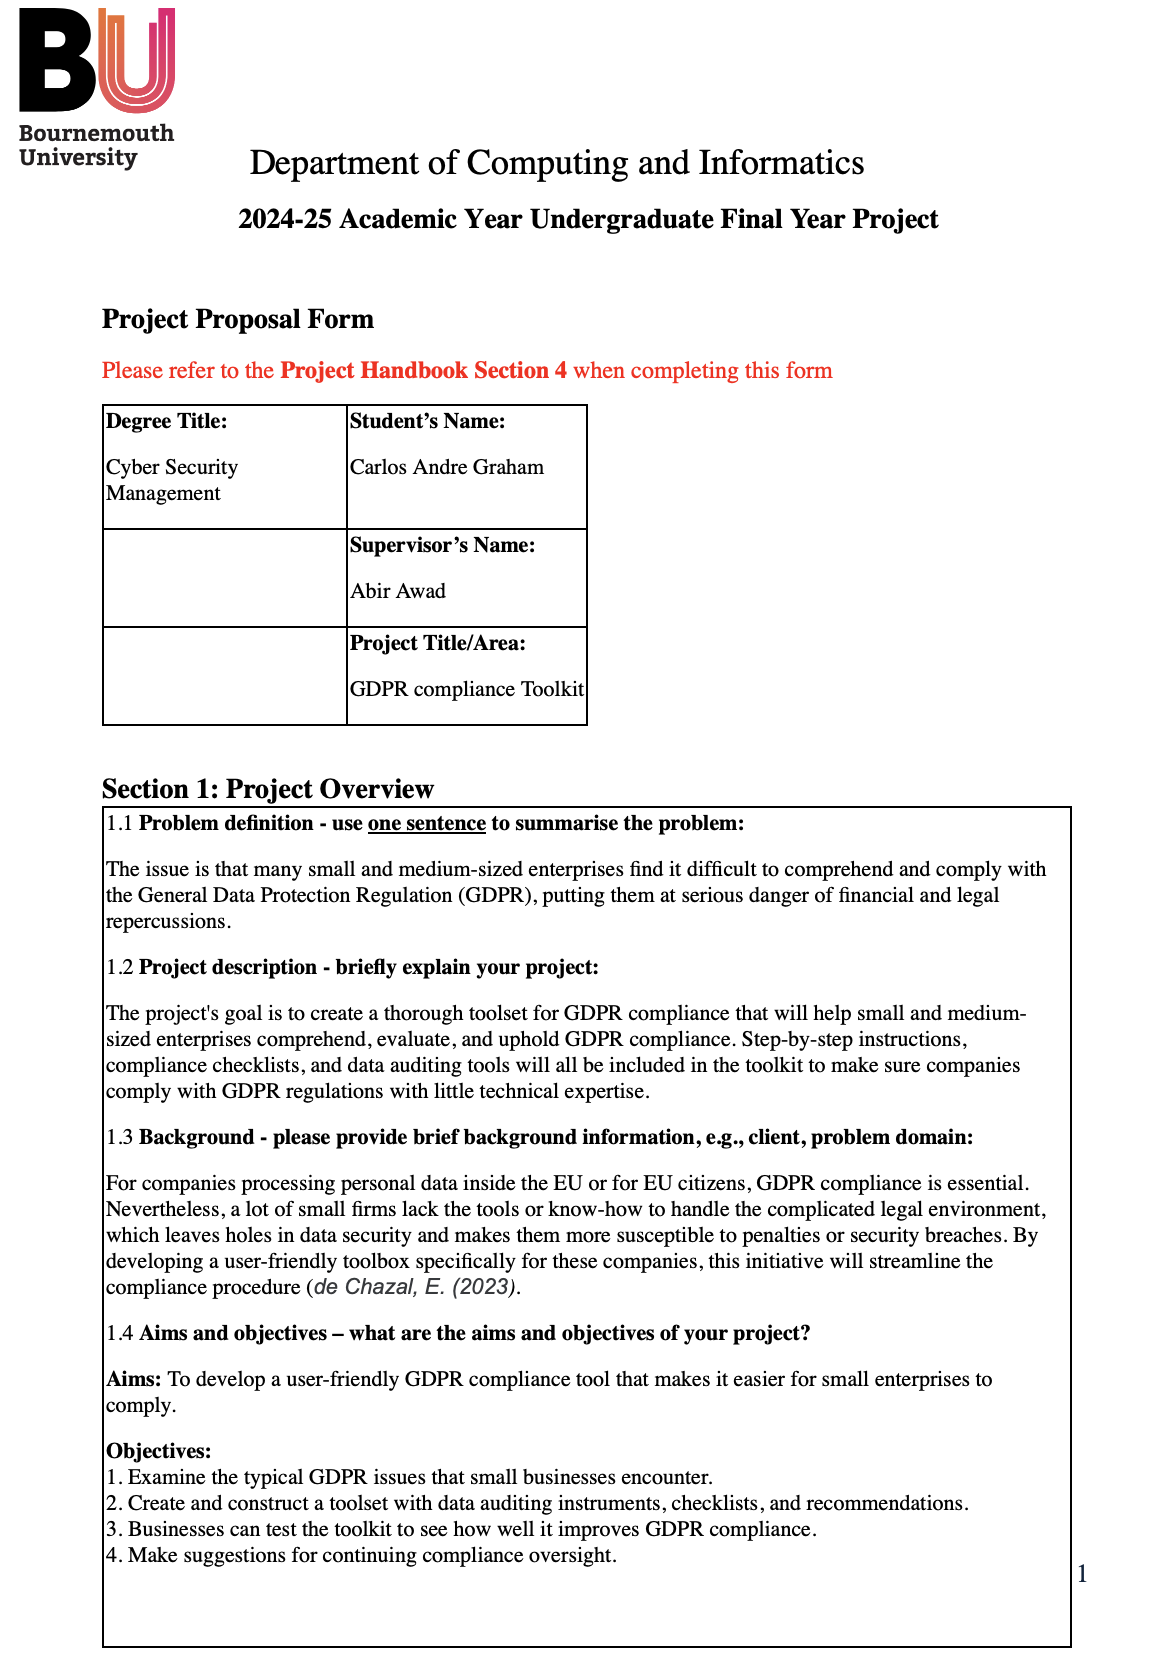 BU
Bournemouth
University
Department of Computing and Informatics
2024-25 Academic Year Undergraduate Final Year Project
Project Proposal Form
Please refer to the Project Handbook Section 4 when completing this form
Degree Title:
Cyber Security
Management
Student’s Name:
Carlos Andre Graham
Supervisor’s Name:
Abir Awad
Project Title/Area:
GDPR compliance Toolkit
Section 1: Project Overview
1.1 Problem definition - use one sentence to summarise the problem:
The issue is that many small and medium-sized enterprises find it difficult to comprehend and comply with
the General Data Protection Regulation (GDPR), putting them at serious danger of financial and legal
repercussions.
1.2 Project description - briefly explain your project:
The project's goal is to create a thorough toolset for GDPR compliance that will help small and medium-
sized enterprises comprehend, evaluate, and uphold GDPR compliance. Step-by-step instructions,
compliance checklists, and data auditing tools will all be included in the toolkit to make sure companies
comply with GDPR regulations with little technical expertise.
1.3 Background - please provide brief background information, e.g., client, problem domain:
For companies processing personal data inside the EU or for EU citizens, GDPR compliance is essential.
Nevertheless, a lot of small firms lack the tools or know-how to handle the complicated legal environment,
which leaves holes in data security and makes them more susceptible to penalties or security breaches. By
developing a user-friendly toolbox specifically for these companies, this initiative will streamline the
compliance procedure (de Chazal, E. (2023).
1.4 Aims and objectives – what are the aims and objectives of your project?
Aims: To develop a user-friendly GDPR compliance tool that makes it easier for small enterprises to
comply.
Objectives:
1. Examine the typical GDPR issues that small businesses encounter.
2. Create and construct a toolset with data auditing instruments, checklists, and recommendations.
3. Businesses can test the toolkit to see how well it improves GDPR compliance.
4. Make suggestions for continuing compliance oversight.
1